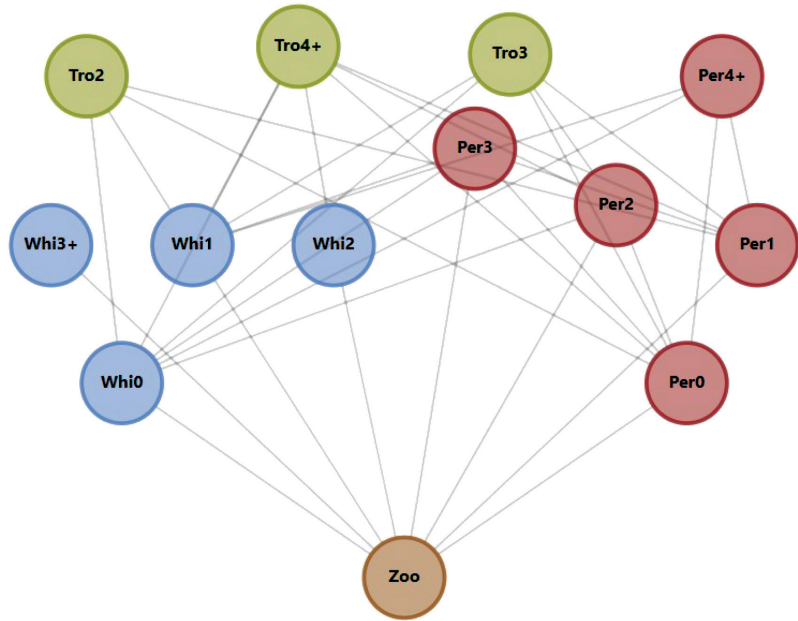 Tro4+
Tro3
Tro2
Per4+
Per3
Per2
Whi3+
Whi1
Whi2
Per1
Whi0
Per0
Zoo